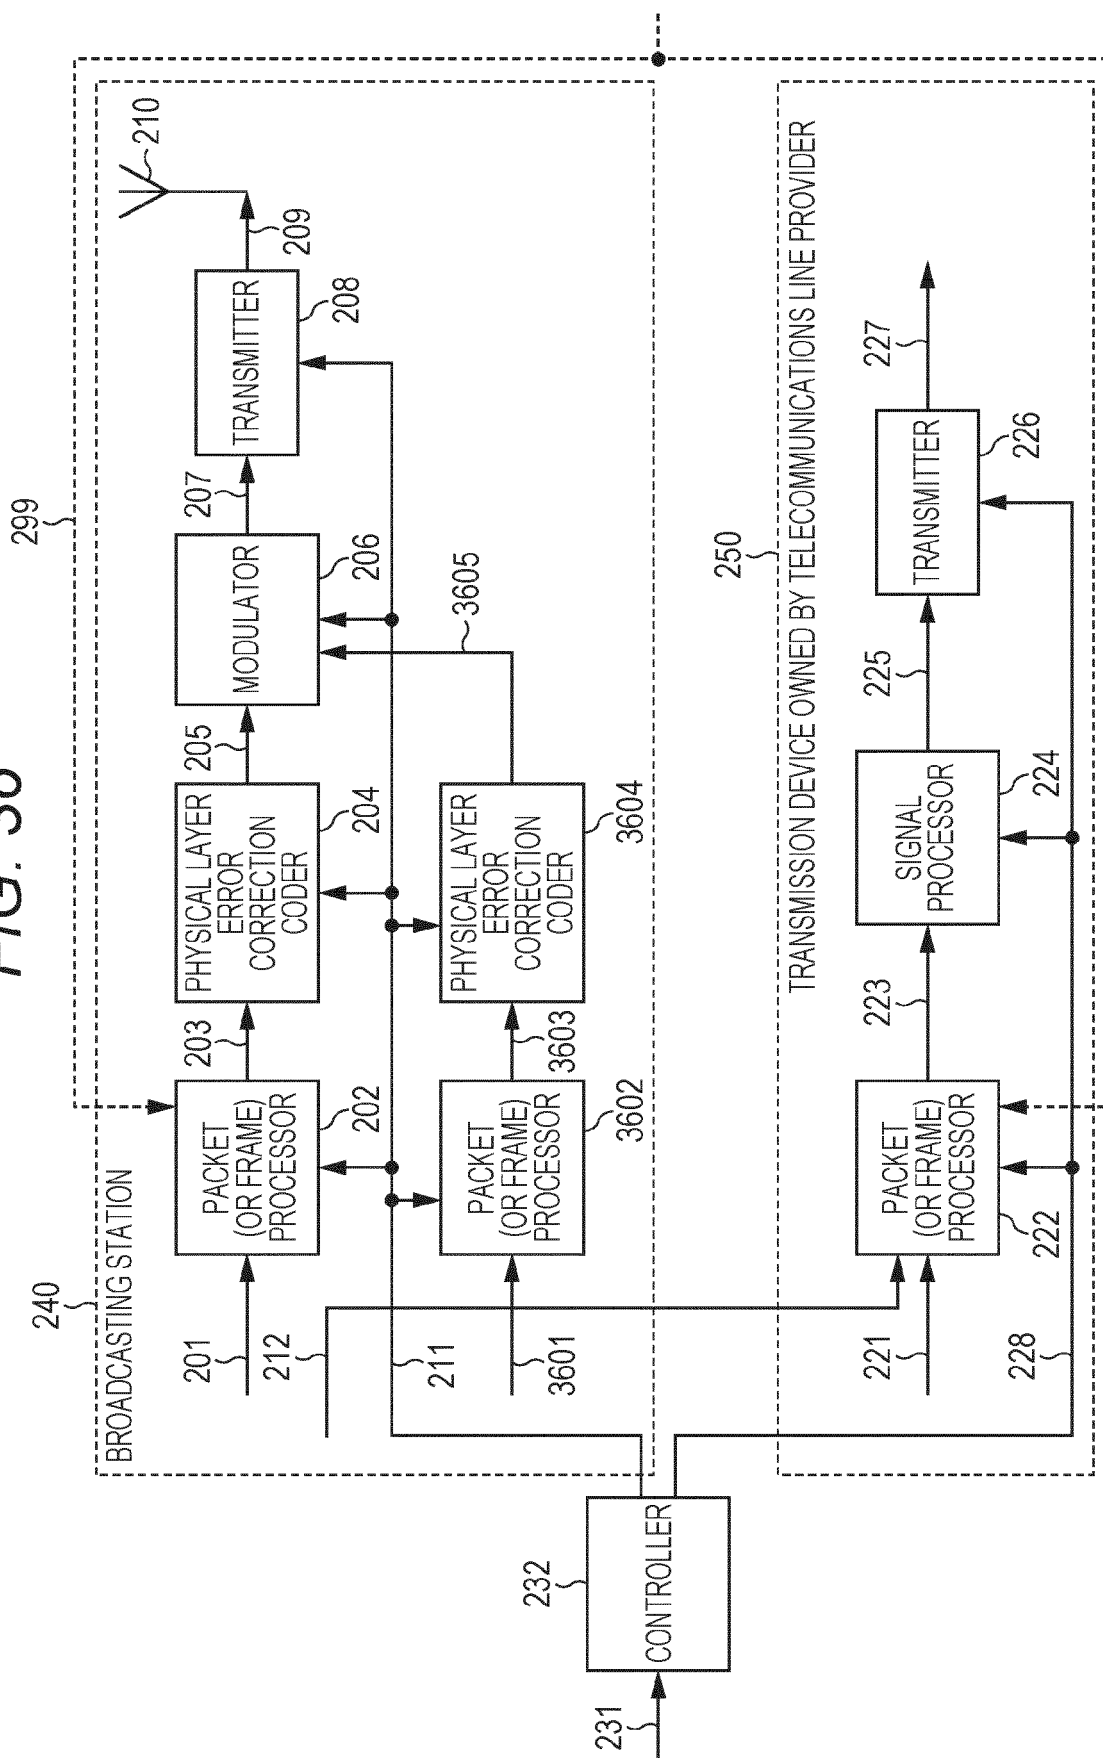 FIG. 36
299
240
BROADCASTING STATION
210
201
PACKET
(OR FRAME)
PROCESSOR
202
203
PHYSICAL LAYER
ERROR
CORRECTION
CODER
204
205
MODULATOR
206
207
TRANSMITTER
208
209
212
211
3601
PACKET
(OR FRAME)
PROCESSOR
3602
3603
PHYSICAL LAYER
ERROR
CORRECTION
CODER
3604
3605
232
CONTROLLER
231
250
TRANSMISSION DEVICE OWNED BY TELECOMMUNICATIONS LINE PROVIDER
221
PACKET
(OR FRAME)
PROCESSOR
222
223
SIGNAL
PROCESSOR
224
225
TRANSMITTER
226
227
228